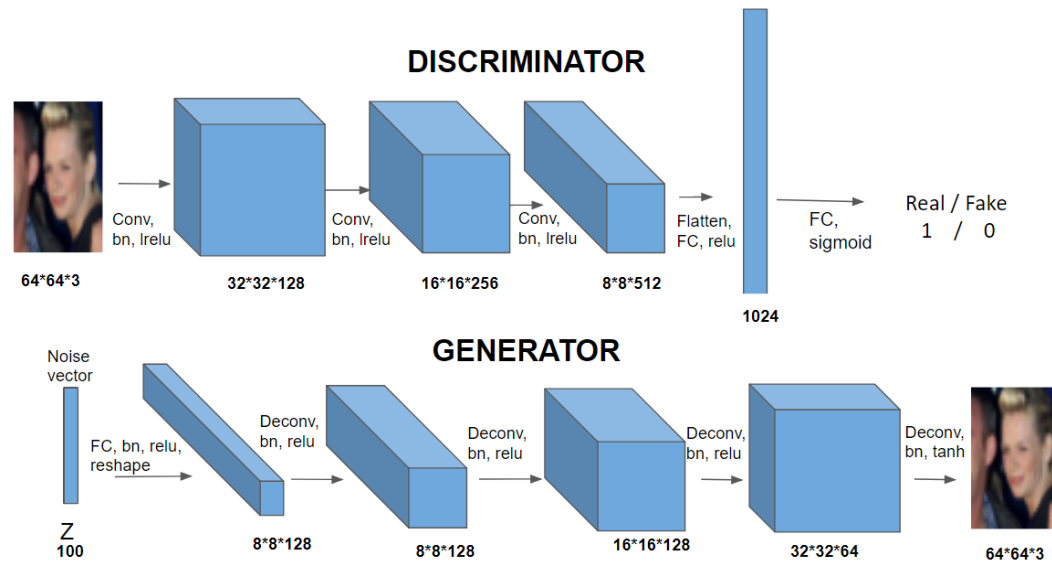 DISCRIMINATOR
Conv,
bn, lrelu
Conv,
bn, lrelu
Conv,
bn, lrelu
Flatten,
FC, relu
FC,
sigmoid
Real / Fake
1 / 0
64*64*3
32*32*128
16*16*256
8*8*512
1024
GENERATOR
Noise
vector
FC, bn, relu,
reshape
Deconv,
bn, relu
Deconv,
bn, relu
Deconv,
bn, relu
Deconv,
bn, tanh
Z
100
8*8*128
8*8*128
16*16*128
32*32*64
64*64*3